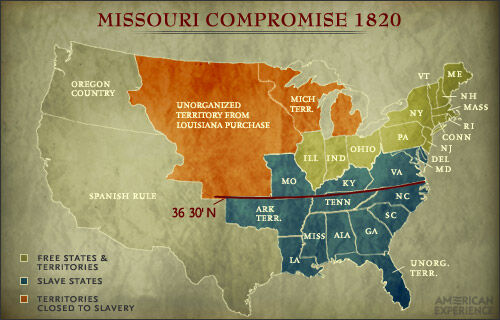 MISSOURI COMPROMISE 1820
OREGON
COUNTRY
UNORGANIZED
TERRITORY FROM
LOUISIANA PURCHASE
MICH
TERR.
VT
ME
NH
MASS
NY
RI
CONN
NJ
PA
DEL
MD
ILL
IND
OHIO
SPANISH RULE
MO
KY
VA
36 30' N
ARK
TERR.
TENN
NC
SC
MISS
ALA
GA
LA
UNORG.
TERR.
FREE STATES &
TERRITORIES
SLAVE STATES
TERRITORIES
CLOSED TO SLAVERY
AMERICAN
EXPERIENCE